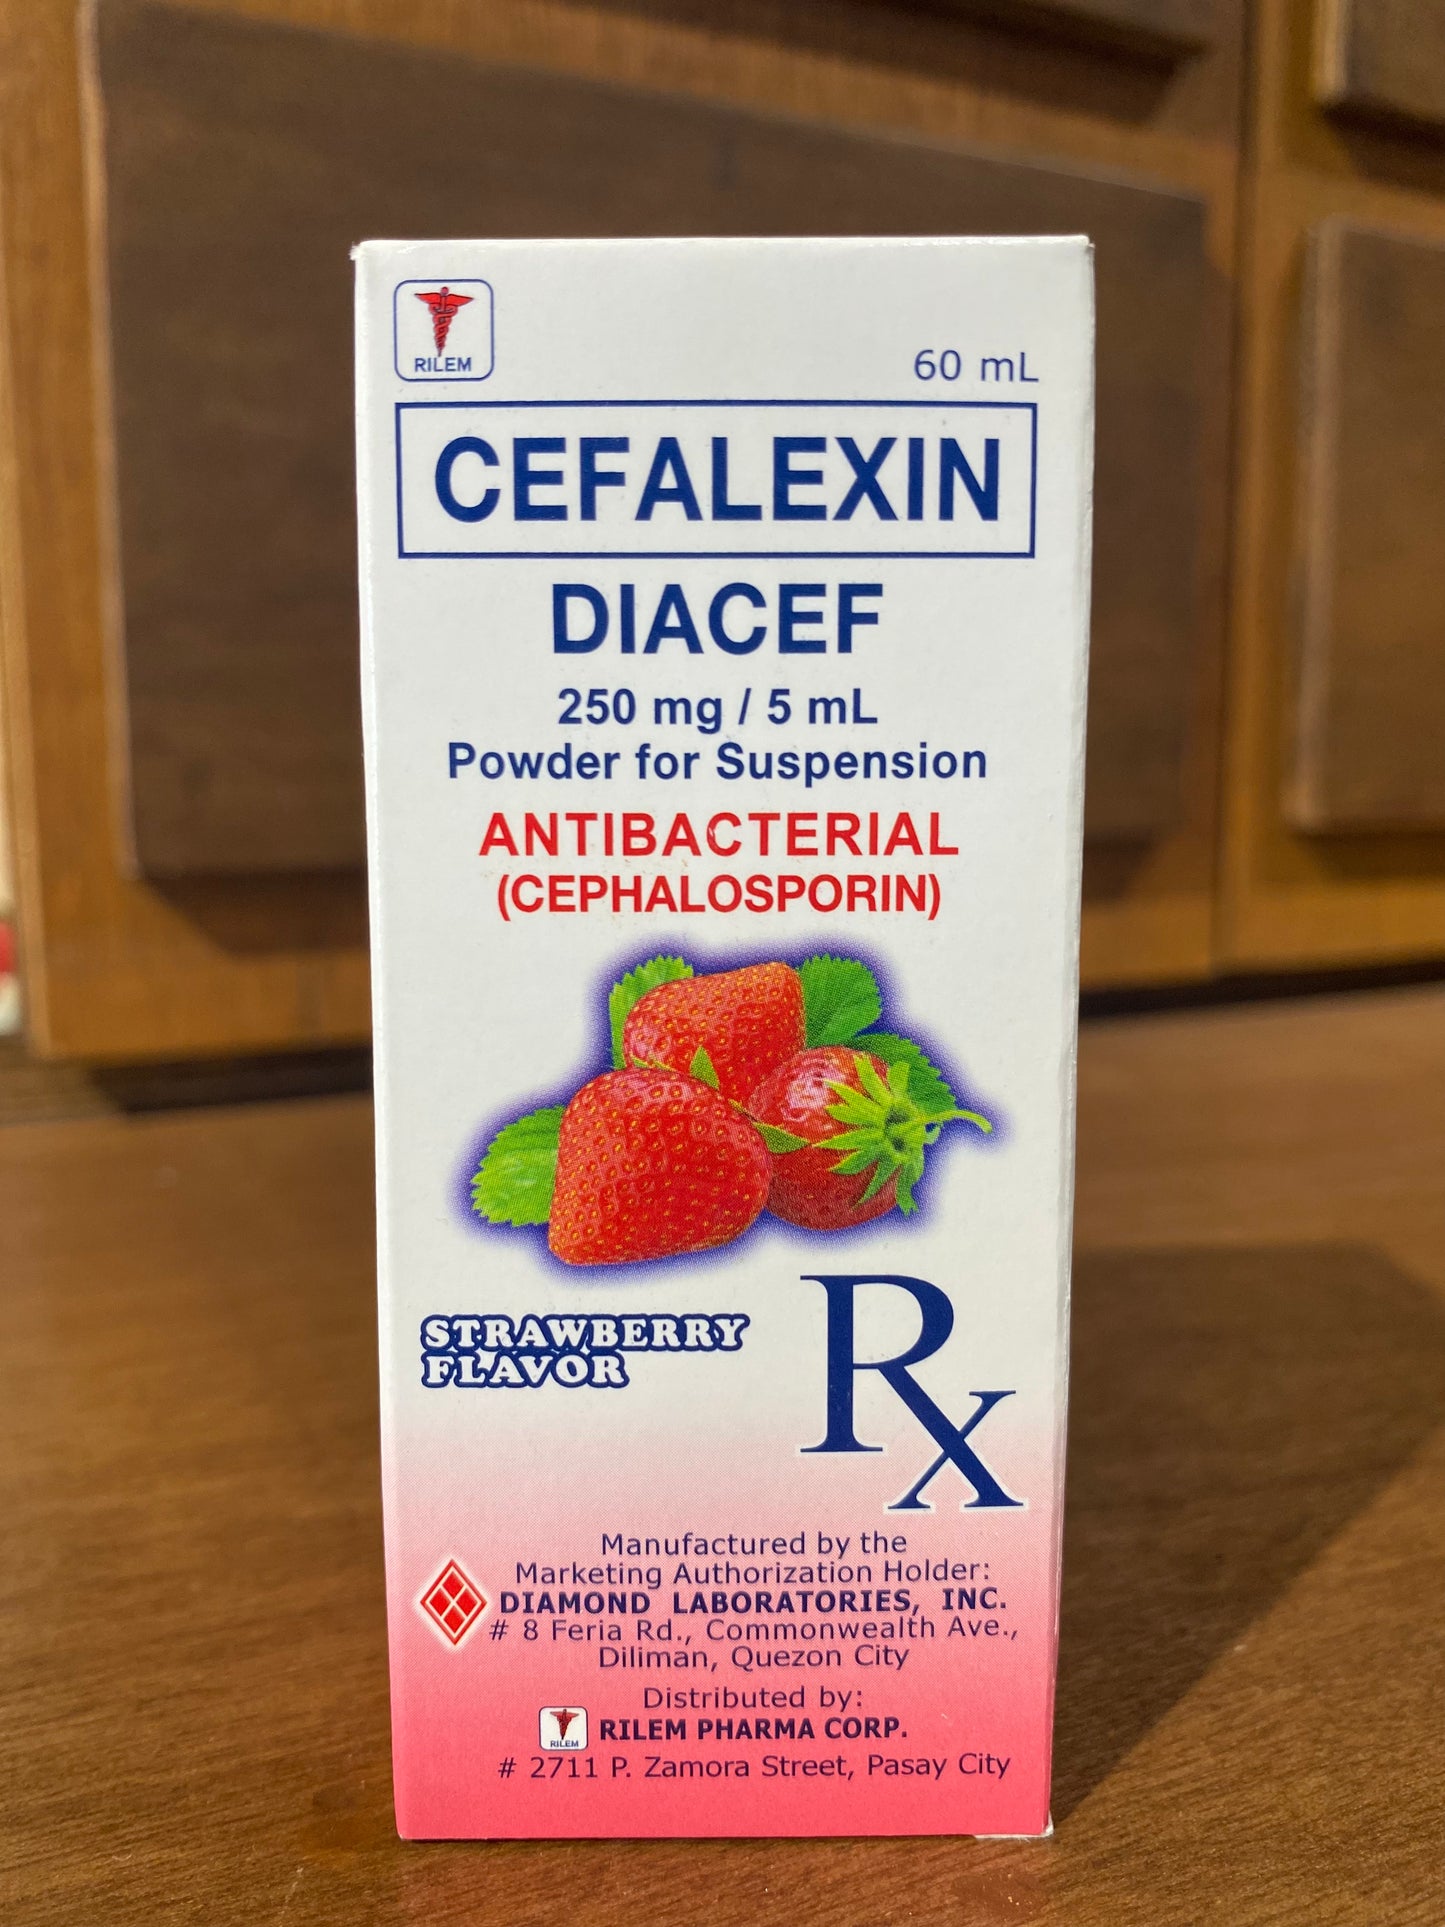 RILEM
60 mL
CEFALEXIN
DIACEF
250 mg / 5 mL
Powder for Suspension
ANTIBACTERIAL
(CEPHALOSPORIN)
STRAWBERRY
FLAVOR
Rx
Manufactured by the
Marketing Authorization Holder:
DIAMOND LABORATORIES, INC.
# 8 Feria Rd., Commonwealth Ave.,
Diliman, Quezon City
Distributed by:
RILEM
RILEM PHARMA CORP.
# 2711 P. Zamora Street, Pasay City